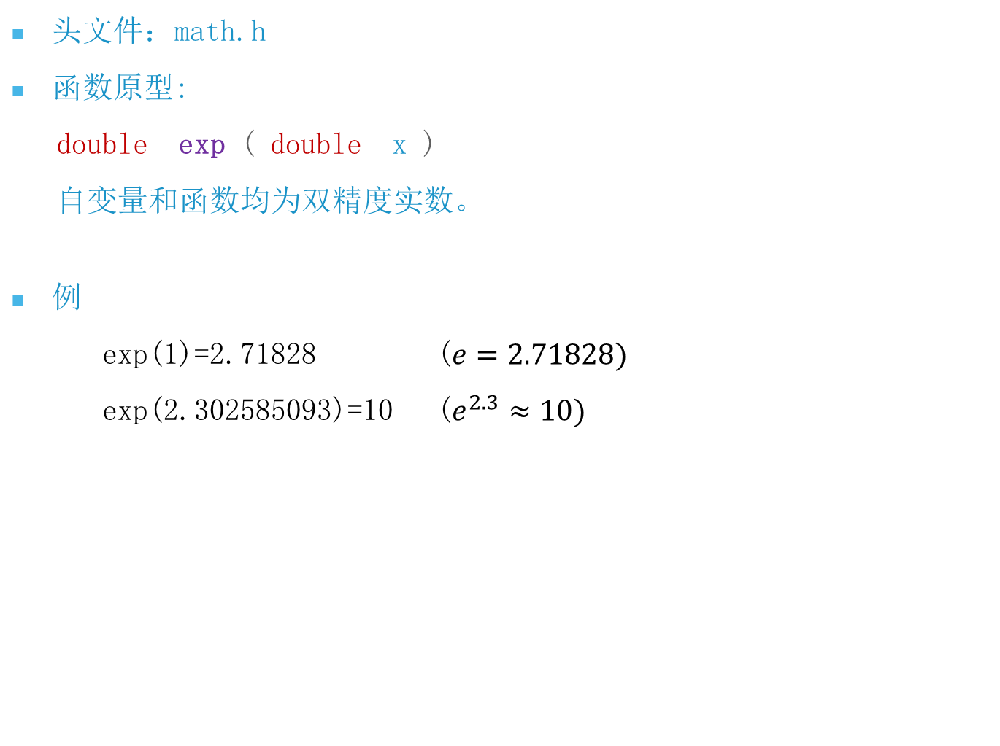 ▪ 头文件：math.h
▪ 函数原型:
double exp ( double x )
自变量和函数均为双精度实数。
▪ 例
exp(1)=2.71828 (e = 2.71828)
exp(2.302585093)=10 (e^2.3 ≈ 10)